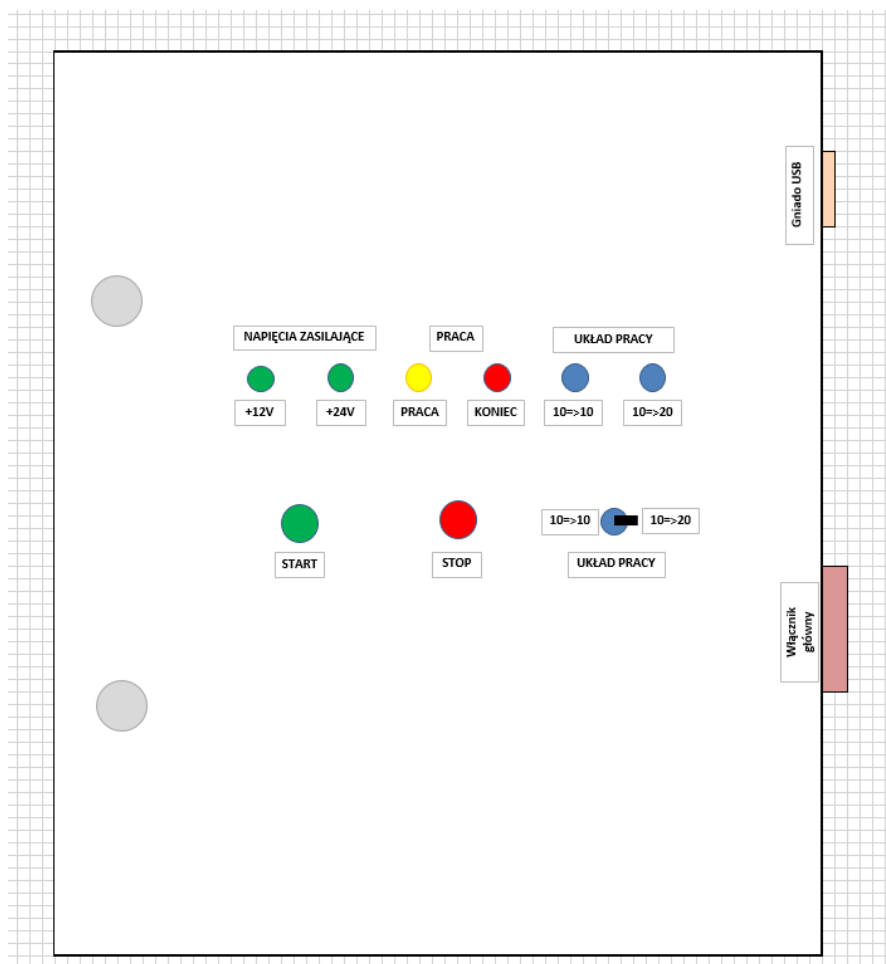 Gniado USB
NAPIĘCIA ZASILAJĄCE
PRACA
UKŁAD PRACY
+12V
+24V
PRACA
KONIEC
10=>10
10=>20
10=>10
10=>20
START
STOP
UKŁAD PRACY
Włącznik
główny